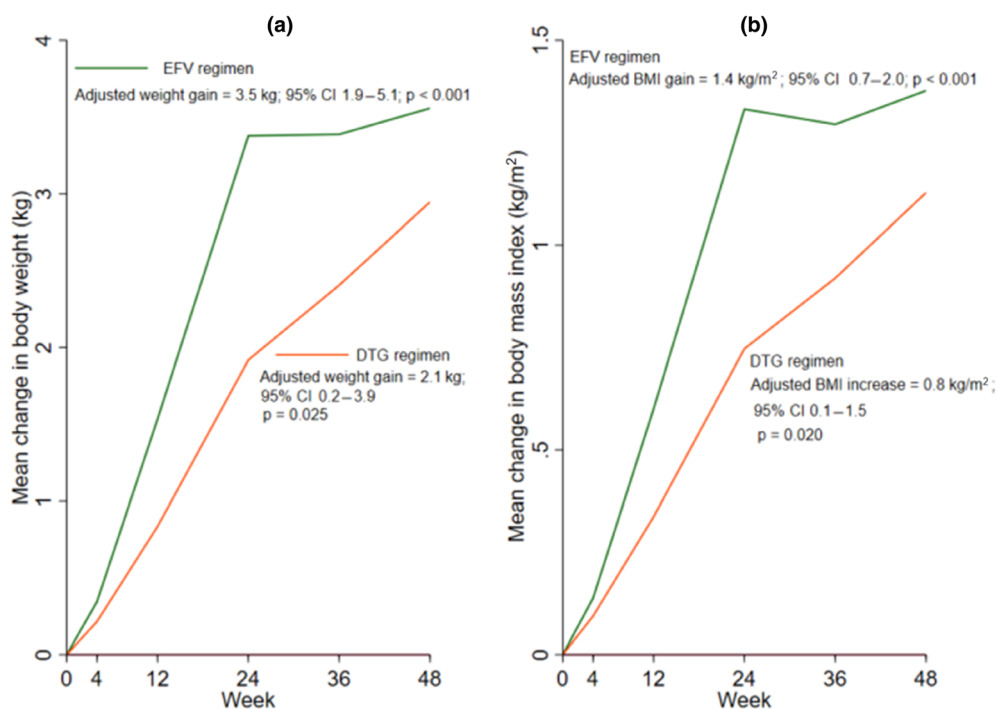 (a)
4
3
2
1
0
Mean change in body weight (kg)
EFV regimen
Adjusted weight gain = 3.5 kg; 95% CI 1.9–5.1; p < 0.001
DTG regimen
Adjusted weight gain = 2.1 kg;
95% CI 0.2–3.9
p = 0.025
0 4 12 24 36 48
Week
(b)
1.5
1
.5
0
Mean change in body mass index (kg/m²)
EFV regimen
Adjusted BMI gain = 1.4 kg/m² ; 95% CI 0.7–2.0; p < 0.001
DTG regimen
Adjusted BMI increase = 0.8 kg/m² ;
95% CI 0.1–1.5
p = 0.020
0 4 12 24 36 48
Week